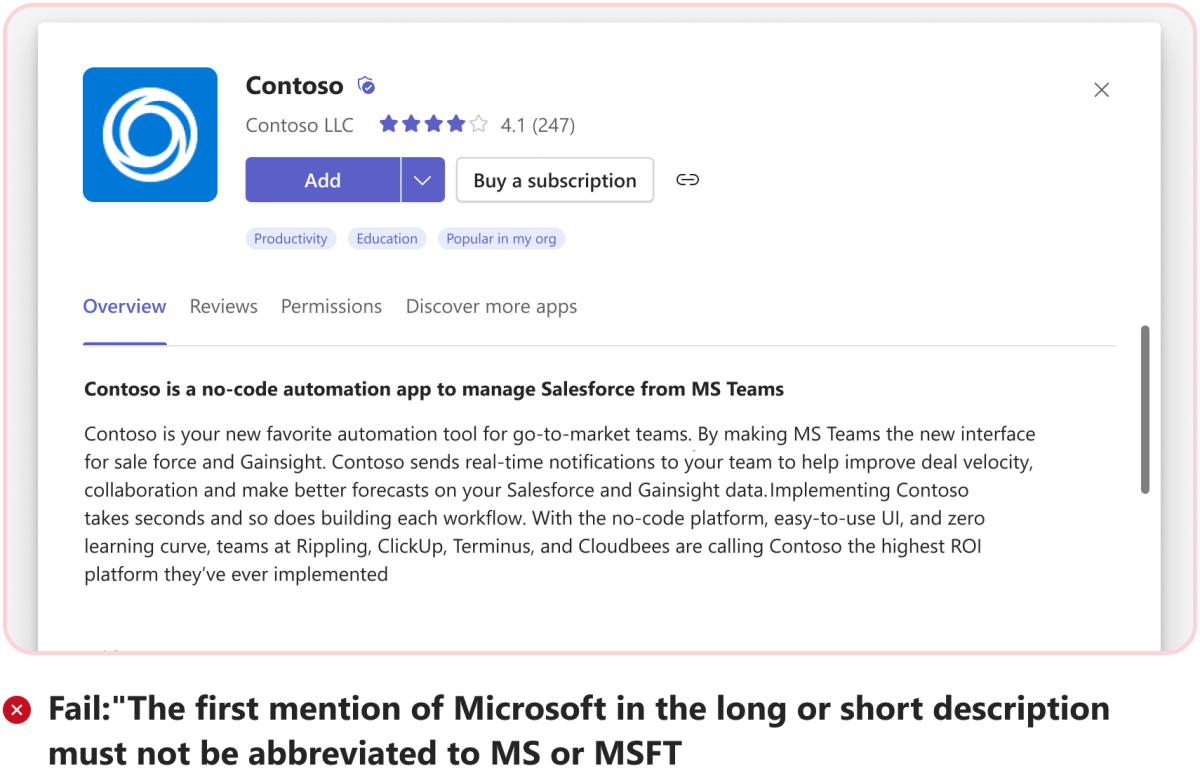 Contoso
Contoso LLC 4.1 (247)
Add Buy a subscription
Productivity Education Popular in my org
Overview Reviews Permissions Discover more apps
Contoso is a no-code automation app to manage Salesforce from MS Teams
Contoso is your new favorite automation tool for go-to-market teams. By making MS Teams the new interface
for sale force and Gainsight. Contoso sends real-time notifications to your team to help improve deal velocity,
collaboration and make better forecasts on your Salesforce and Gainsight data.Implementing Contoso
takes seconds and so does building each workflow. With the no-code platform, easy-to-use UI, and zero
learning curve, teams at Rippling, ClickUp, Terminus, and Cloudbees are calling Contoso the highest ROI
platform they’ve ever implemented
Fail:"The first mention of Microsoft in the long or short description
must not be abbreviated to MS or MSFT